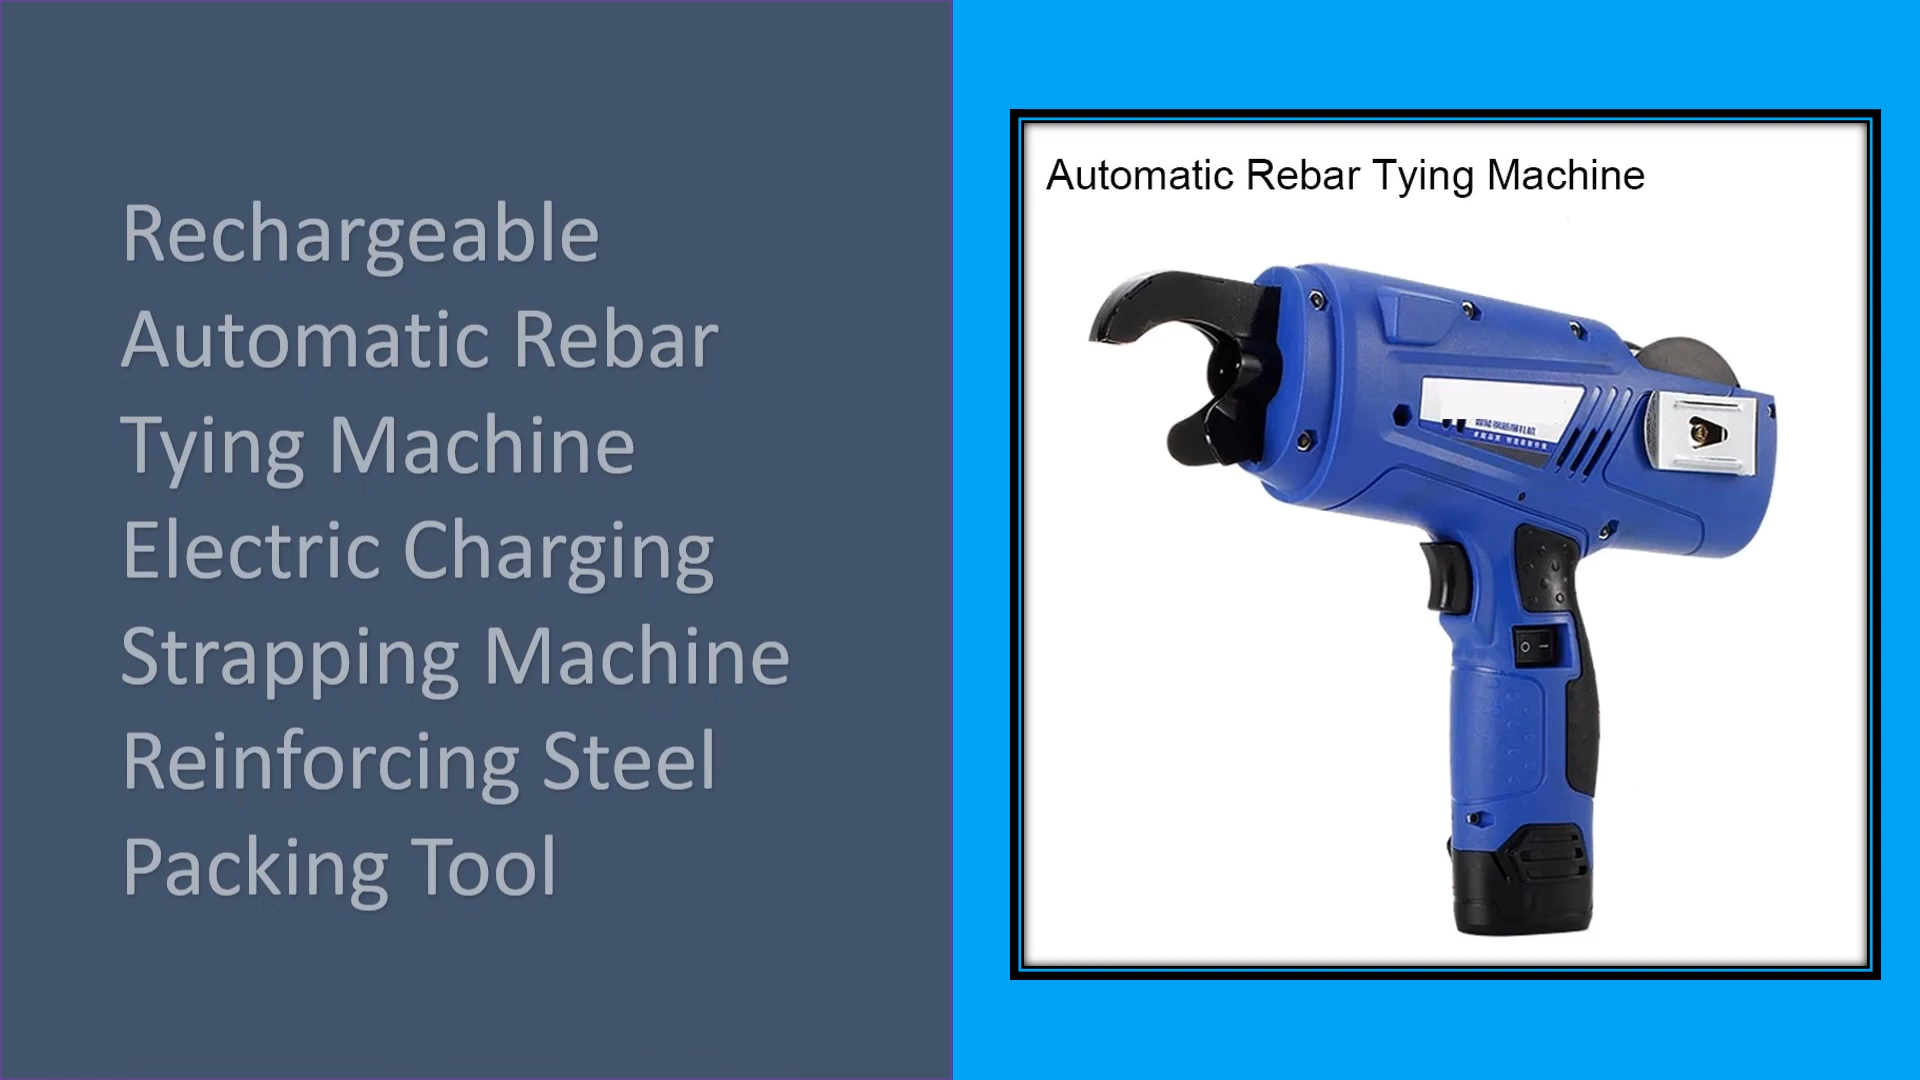 Rechargeable
Automatic Rebar
Tying Machine
Electric Charging
Strapping Machine
Reinforcing Steel
Packing Tool
Automatic Rebar Tying Machine